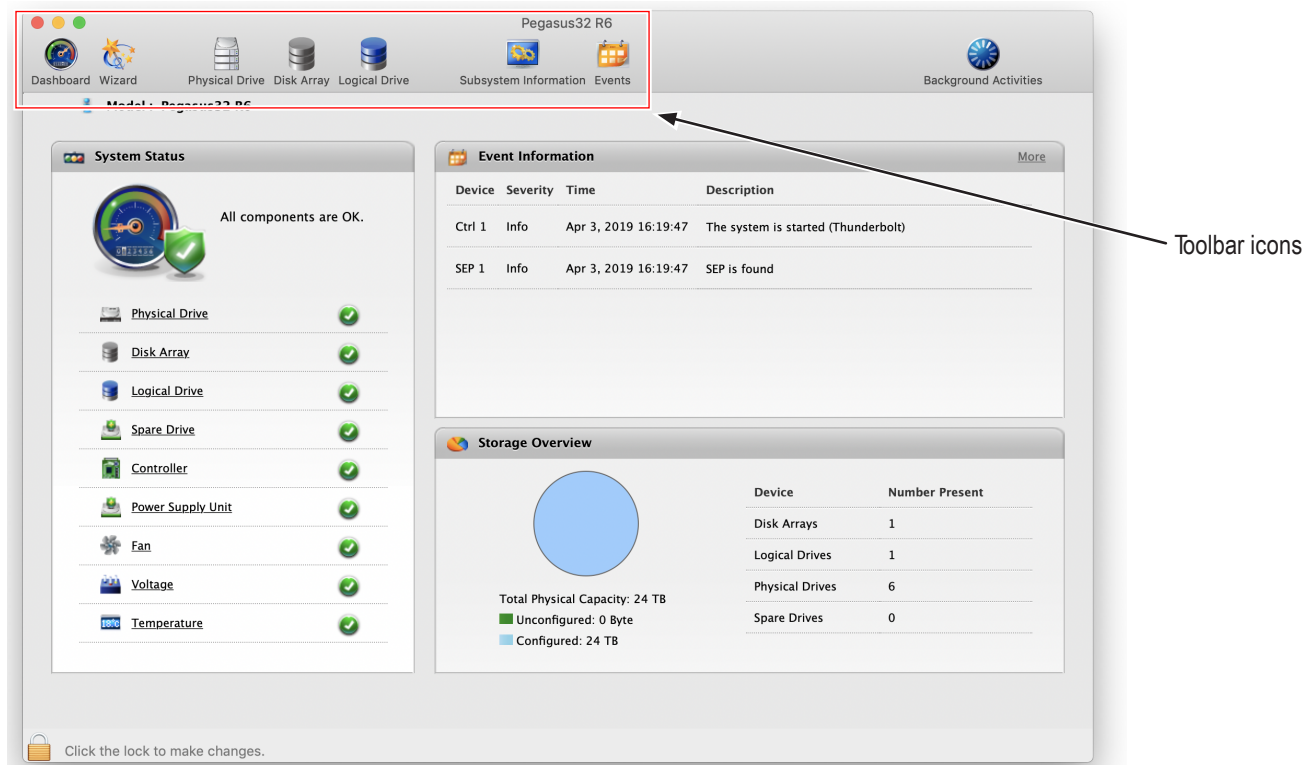 Pegasus32 R6
Dashboard Wizard Physical Drive Disk Array Logical Drive Subsystem Information Events Background Activities
Model : Pegasus32 R6
System Status
All components are OK.
Physical Drive
Disk Array
Logical Drive
Spare Drive
Controller
Power Supply Unit
Fan
Voltage
18°C Temperature
Event Information More
Device Severity Time Description
Ctrl 1 Info Apr 3, 2019 16:19:47 The system is started (Thunderbolt)
SEP 1 Info Apr 3, 2019 16:19:47 SEP is found
Storage Overview
Total Physical Capacity: 24 TB
Unconfigured: 0 Byte
Configured: 24 TB
Device Number Present
Disk Arrays 1
Logical Drives 1
Physical Drives 6
Spare Drives 0
Click the lock to make changes.
Toolbar icons